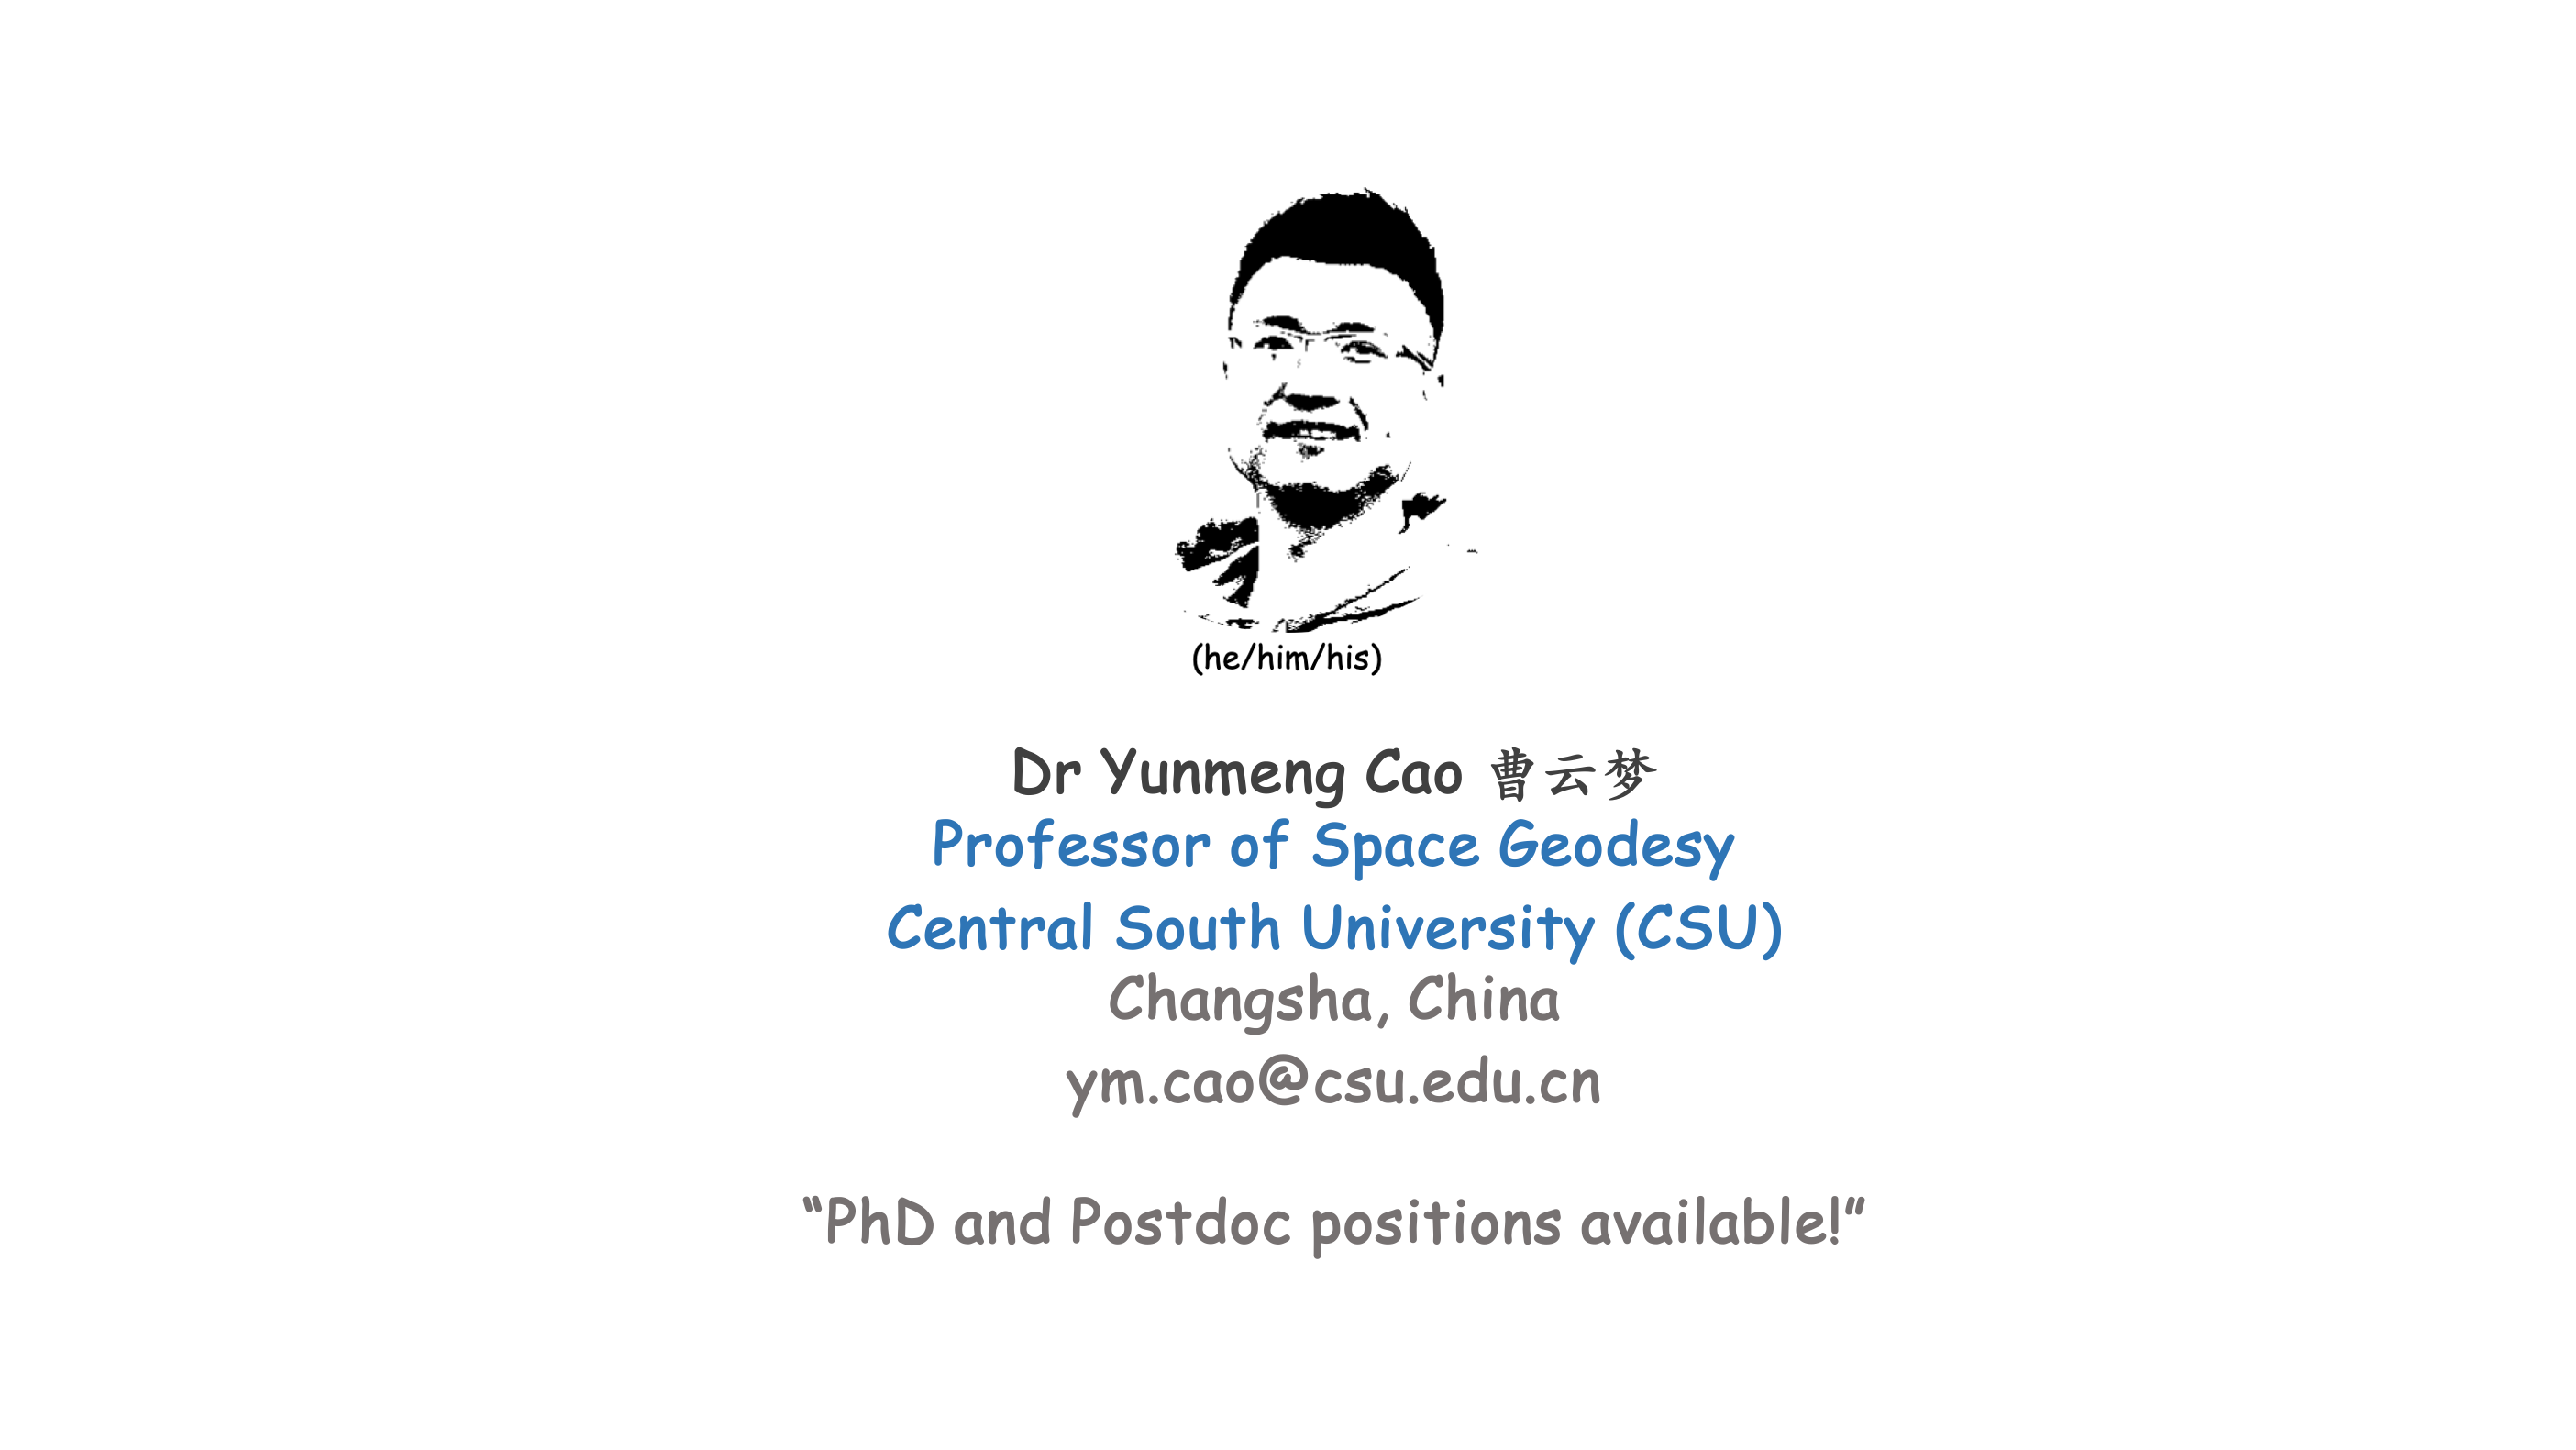 (he/him/his)
Dr Yunmeng Cao 曹云梦
Professor of Space Geodesy
Central South University (CSU)
Changsha, China
ym.cao@csu.edu.cn
“PhD and Postdoc positions available!”